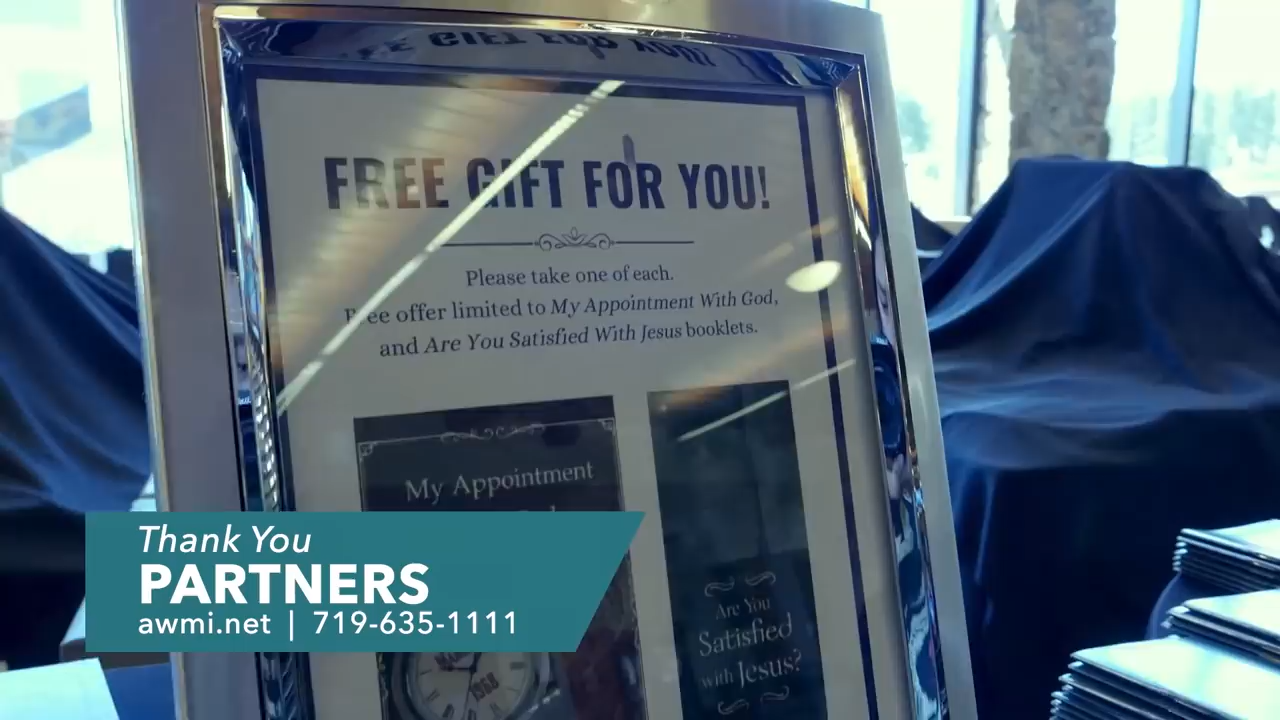 FREE GIFT FOR YOU!
Please take one of each.
Free offer limited to My Appointment With God,
and Are You Satisfied With Jesus booklets.
My Appointment
Are You
Satisfied
with Jesus?
1968
Thank You
PARTNERS
awmi.net | 719-635-1111